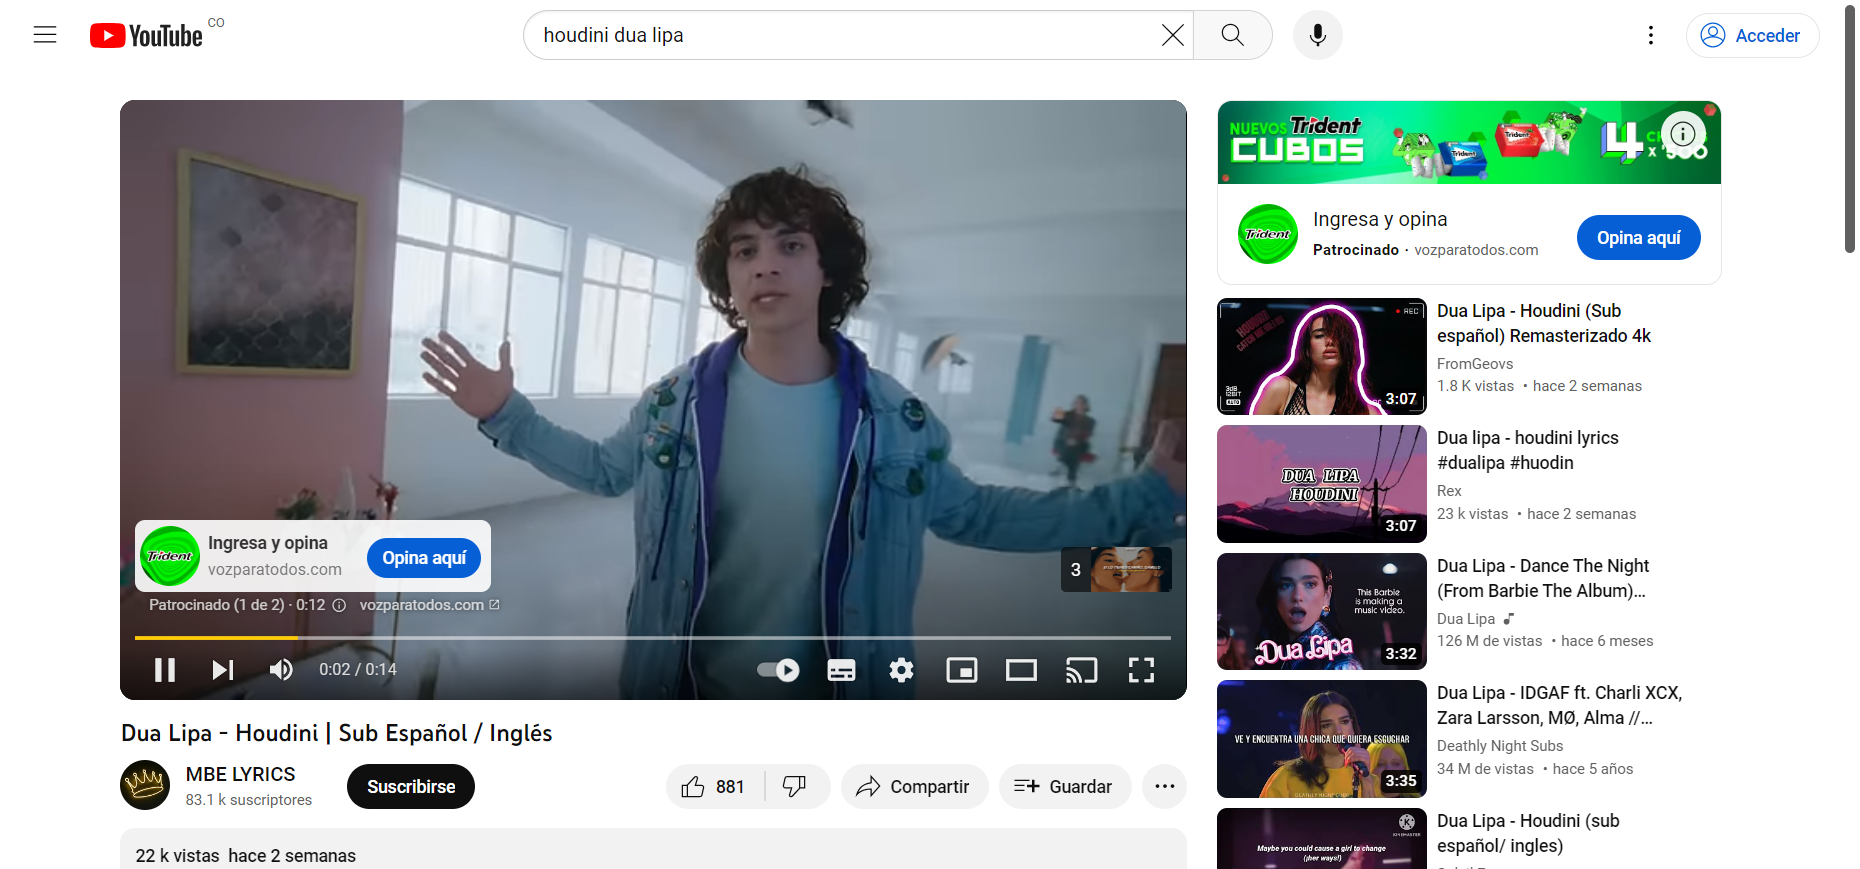 YouTube CO
houdini dua lipa
Acceder
Trident
Ingresa y opina
vozparatodos.com
Opina aquí
Patrocinado (1 de 2) · 0:12
vozparatodos.com
3
0:02 / 0:14
Dua Lipa - Houdini | Sub Español / Inglés
MBE LYRICS
83.1 k suscriptores
Suscribirse
881
Compartir
Guardar
22 k vistas hace 2 semanas
NUEVOS Trident
CUBOS
Trident
Trident
4
Trident
Ingresa y opina
Patrocinado · vozparatodos.com
Opina aquí
HOUDINI
REC
3:07
Dua Lipa - Houdini (Sub
español) Remasterizado 4k
FromGeovs
1.8 K vistas • hace 2 semanas
DUA LIPA
HOUDINI
3:07
Dua lipa - houdini lyrics
#dualipa #huodin
Rex
23 k vistas • hace 2 semanas
This Barbie
is making a
music video.
Dua Lipa
3:32
Dua Lipa - Dance The Night
(From Barbie The Album)...
Dua Lipa
126 M de vistas • hace 6 meses
VE Y ENCUENTRA UNA CHICA QUE QUIERA ESCUCHAR
3:35
Dua Lipa - IDGAF ft. Charli XCX,
Zara Larsson, MØ, Alma //...
Deathly Night Subs
34 M de vistas • hace 5 años
Maybe you could cause a girl to change
(her ways!)
Dua Lipa - Houdini (sub
español/ ingles)